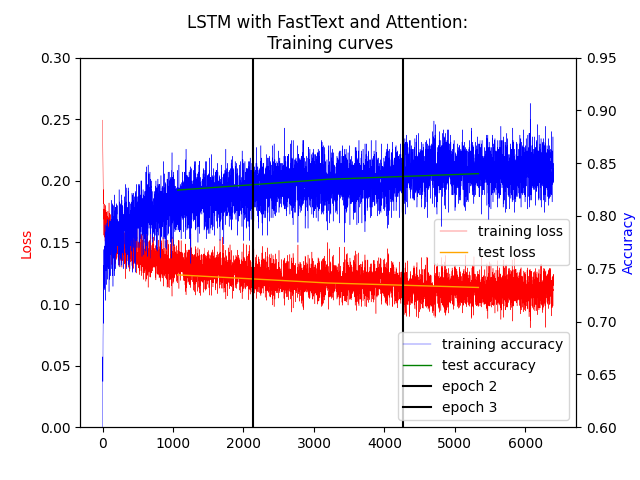 LSTM with FastText and Attention:
Training curves
0.30
0.25
0.20
0.15
0.10
0.05
0.00
Loss
0.95
0.90
0.85
0.80
0.75
0.70
0.65
0.60
Accuracy
training loss
test loss
training accuracy
test accuracy
epoch 2
epoch 3
0 1000 2000 3000 4000 5000 6000